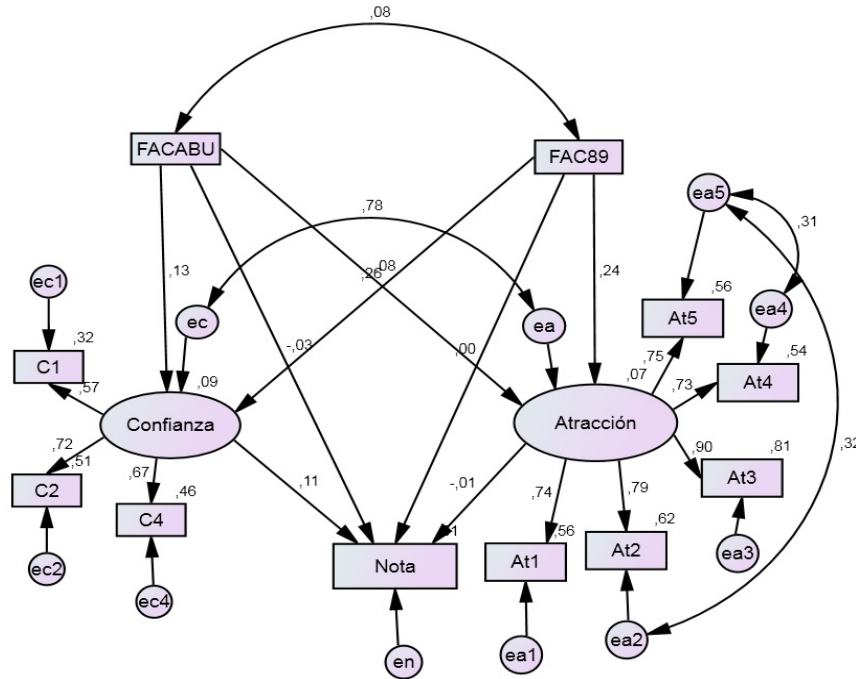 ,08
FACABU
FAC89
,78
ea5
,31
,13
,26
,08
,24
ec1
ec
ea
,56
ea4
,32
At5
C1
-,03
,00
,75
,54
,57
,09
,07
,73
At4
Confianza
Atracción
,72
,51
,67
,90
,81
,32
C2
,46
,11
-,01
,74
,79
At3
C4
,56
,62
Nota
At1
At2
ec2
ea3
ec4
en
ea1
ea2